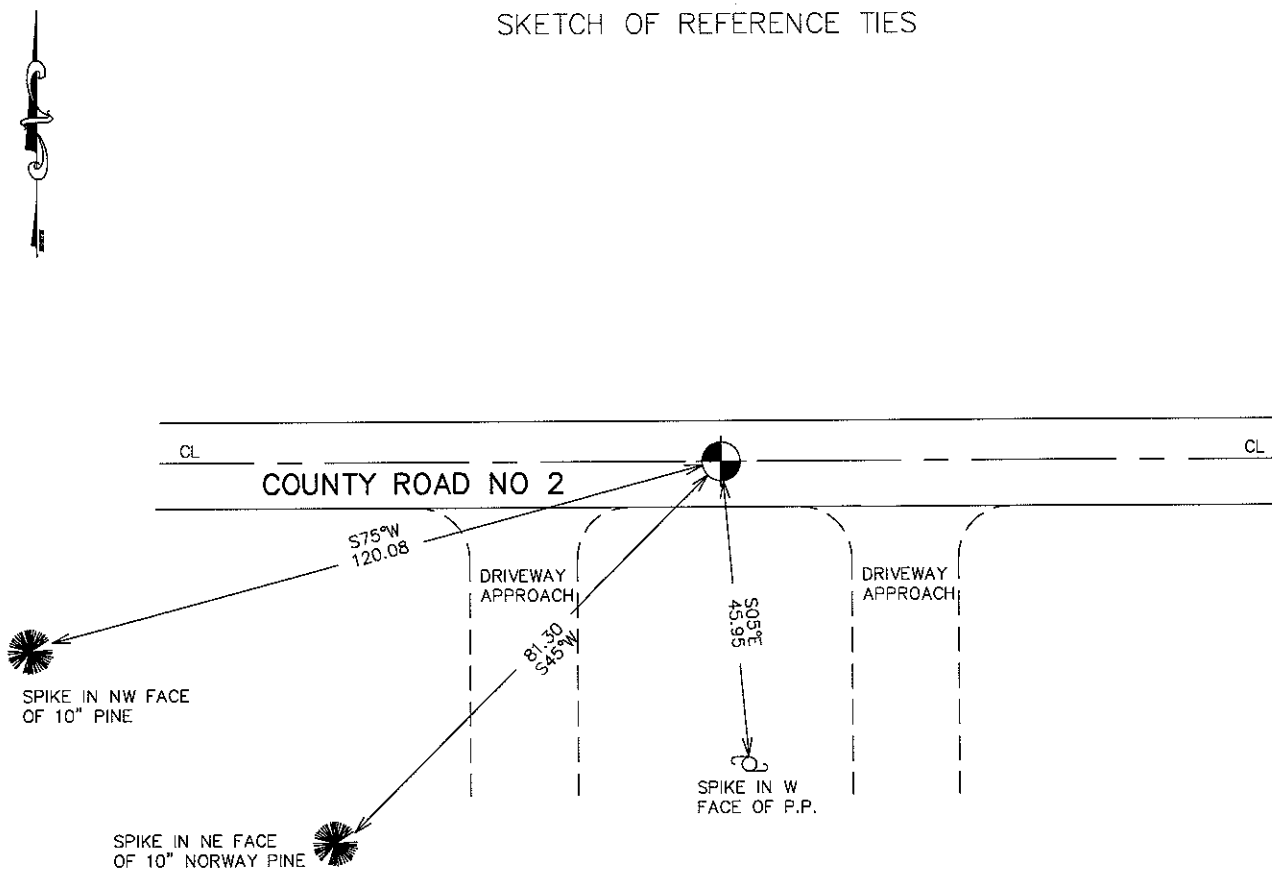 SKETCH OF REFERENCE TIES
CL
CL
COUNTY ROAD NO 2
S75°W
120.08
DRIVEWAY
APPROACH
DRIVEWAY
APPROACH
S05°E
45.95
81.30
S45°W
SPIKE IN NW FACE
OF 10" PINE
SPIKE IN W
FACE OF P.P.
SPIKE IN NE FACE
OF 10" NORWAY PINE